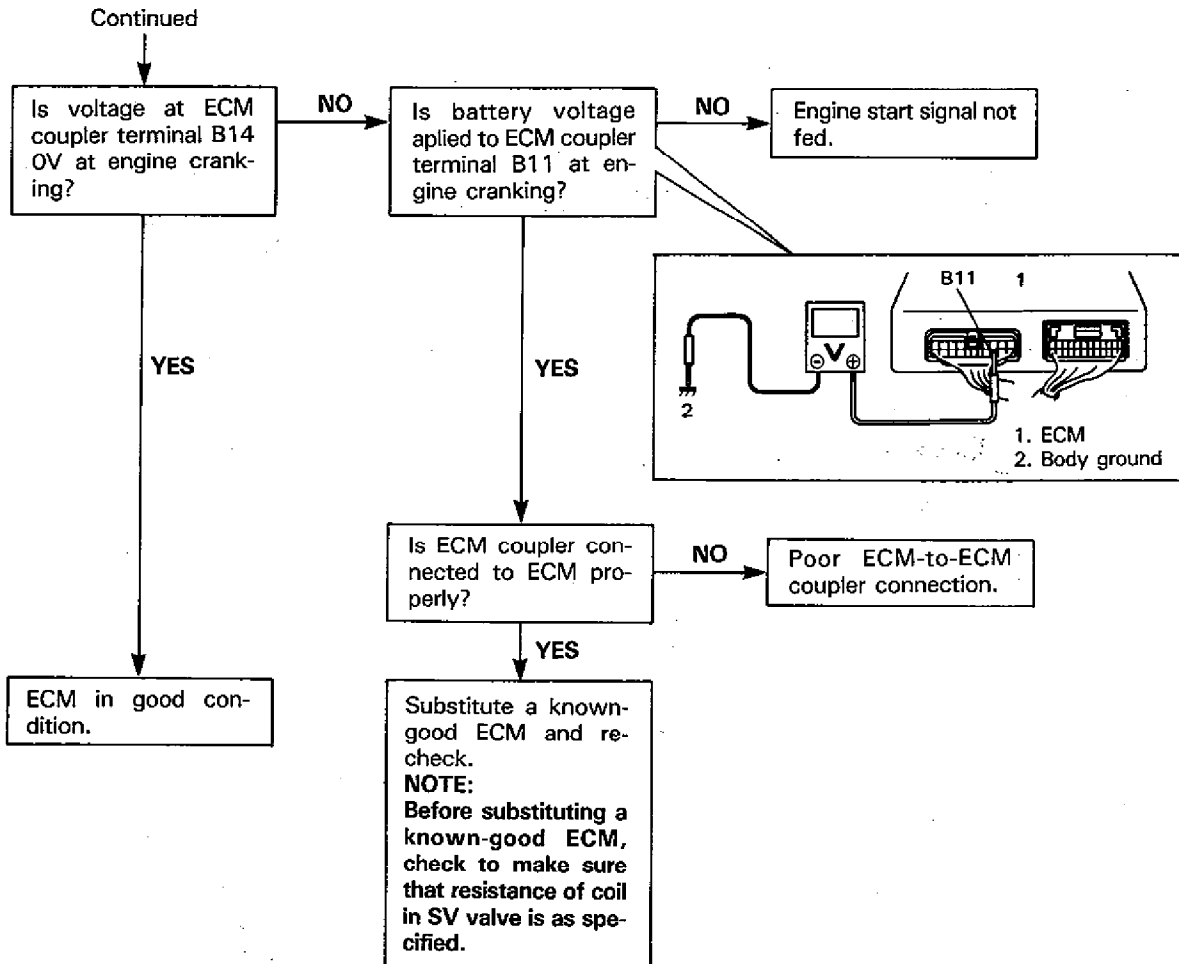 Continued
Is voltage at ECM
coupler terminal B14
0V at engine crank-
ing?
NO
Is battery voltage
aplied to ECM coupler
terminal B11 at en-
gine cranking?
NO
Engine start signal not
fed.
B11 1
V
2
1. ECM
2. Body ground
YES
YES
Is ECM coupler con-
nected to ECM pro-
perly?
NO
Poor ECM-to-ECM
coupler connection.
YES
ECM in good con-
dition.
Substitute a known-
good ECM and re-
check.
NOTE:
Before substituting a
known-good ECM,
check to make sure
that resistance of coil
in SV valve is as spe-
cified.